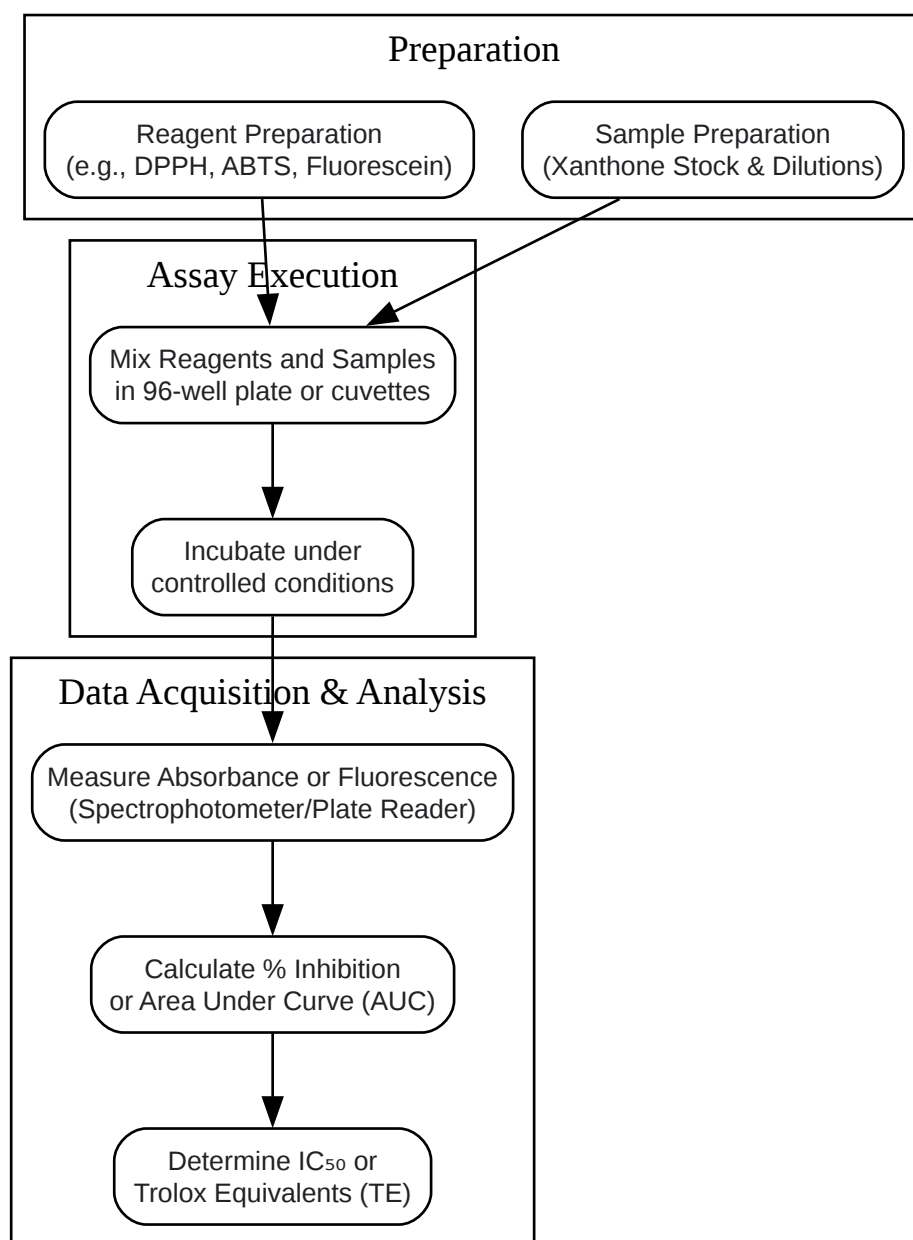 Preparation
Reagent Preparation
(e.g., DPPH, ABTS, Fluorescein)
Sample Preparation
(Xanthone Stock & Dilutions)
Assay Execution
Mix Reagents and Samples
in 96-well plate or cuvettes
Incubate under
controlled conditions
Data Acquisition & Analysis
Measure Absorbance or Fluorescence
(Spectrophotometer/Plate Reader)
Calculate % Inhibition
or Area Under Curve (AUC)
Determine IC₅₀ or
Trolox Equivalents (TE)